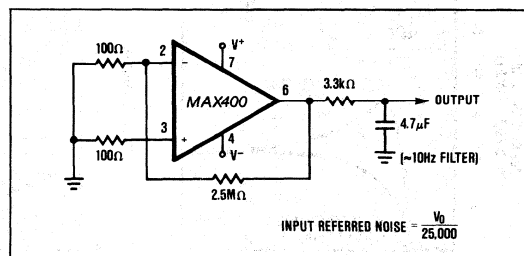 100Ω
2
−
V+
7
MAX400
6
3.3kΩ
OUTPUT
3
+
4
V−
100Ω
4.7μF
(~10Hz FILTER)
2.5MΩ
INPUT REFERRED NOISE = V₀
25,000